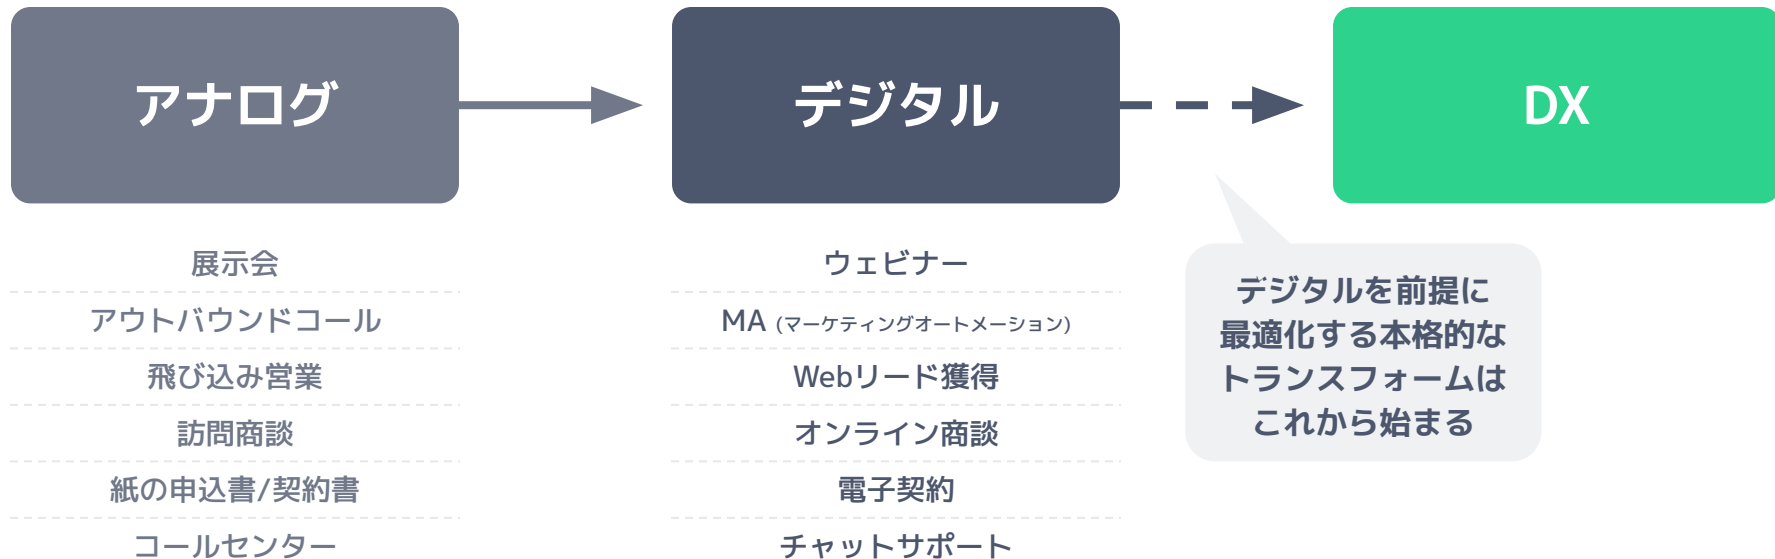 アナログ
デジタル
DX
展示会
アウトバウンドコール
飛び込み営業
訪問商談
紙の申込書/契約書
コールセンター
ウェビナー
MA (マーケティングオートメーション)
Webリード獲得
オンライン商談
電子契約
チャットサポート
デジタルを前提に
最適化する本格的な
トランスフォームは
これから始まる